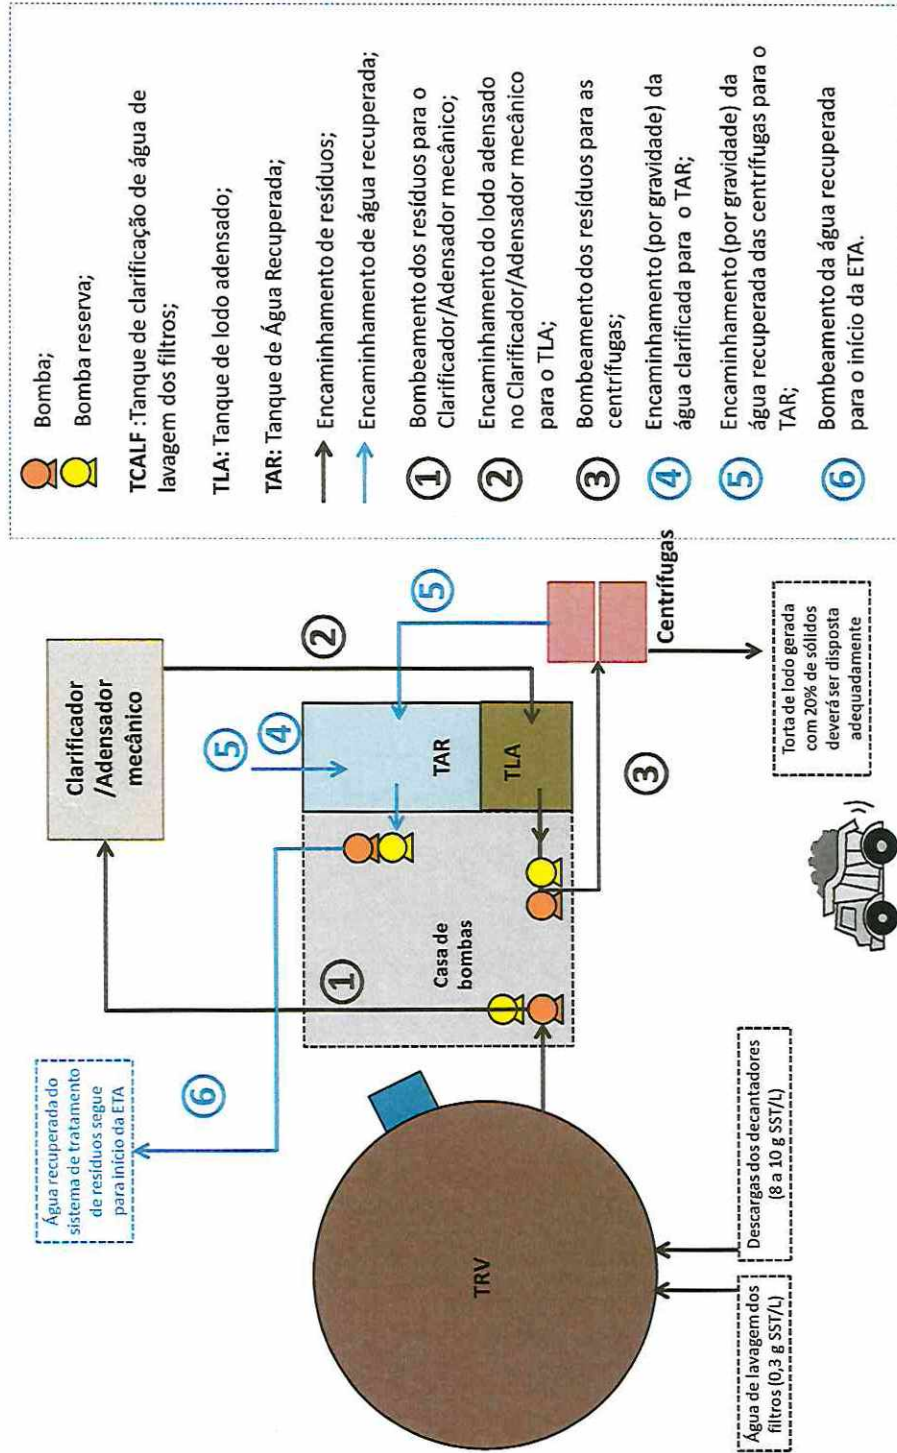 Água recuperada do
sistema de tratamento
de resíduos segue
para início da ETA
6
Clarificador
/Adensador
mecânico
1
2
5
4
5
TAR
TLA
Casa de
bombas
3
Centrífugas
TRV
Água de lavagem dos
filtros (0,3 g SST/L)
Descargas dos decantadores
(8 a 10 g SST/L)
Torta de lodo gerada
com 20% de sólidos
deverá ser disposta
adequadamente
Bomba;
Bomba reserva;
TCALF :Tanque de clarificação de água de
lavagem dos filtros;
TLA: Tanque de lodo adensado;
TAR: Tanque de Água Recuperada;
Encaminhamento de resíduos;
Encaminhamento de água recuperada;
1 Bombeamento dos resíduos para o
Clarificador/Adensador mecânico;
2 Encaminhamento do lodo adensado
no Clarificador/Adensador mecânico
para o TLA;
3 Bombeamento dos resíduos para as
centrífugas;
4 Encaminhamento (por gravidade) da
água clarificada para o TAR;
5 Encaminhamento (por gravidade) da
água recuperada das centrífugas para o
TAR;
6 Bombeamento da água recuperada
para o início da ETA.